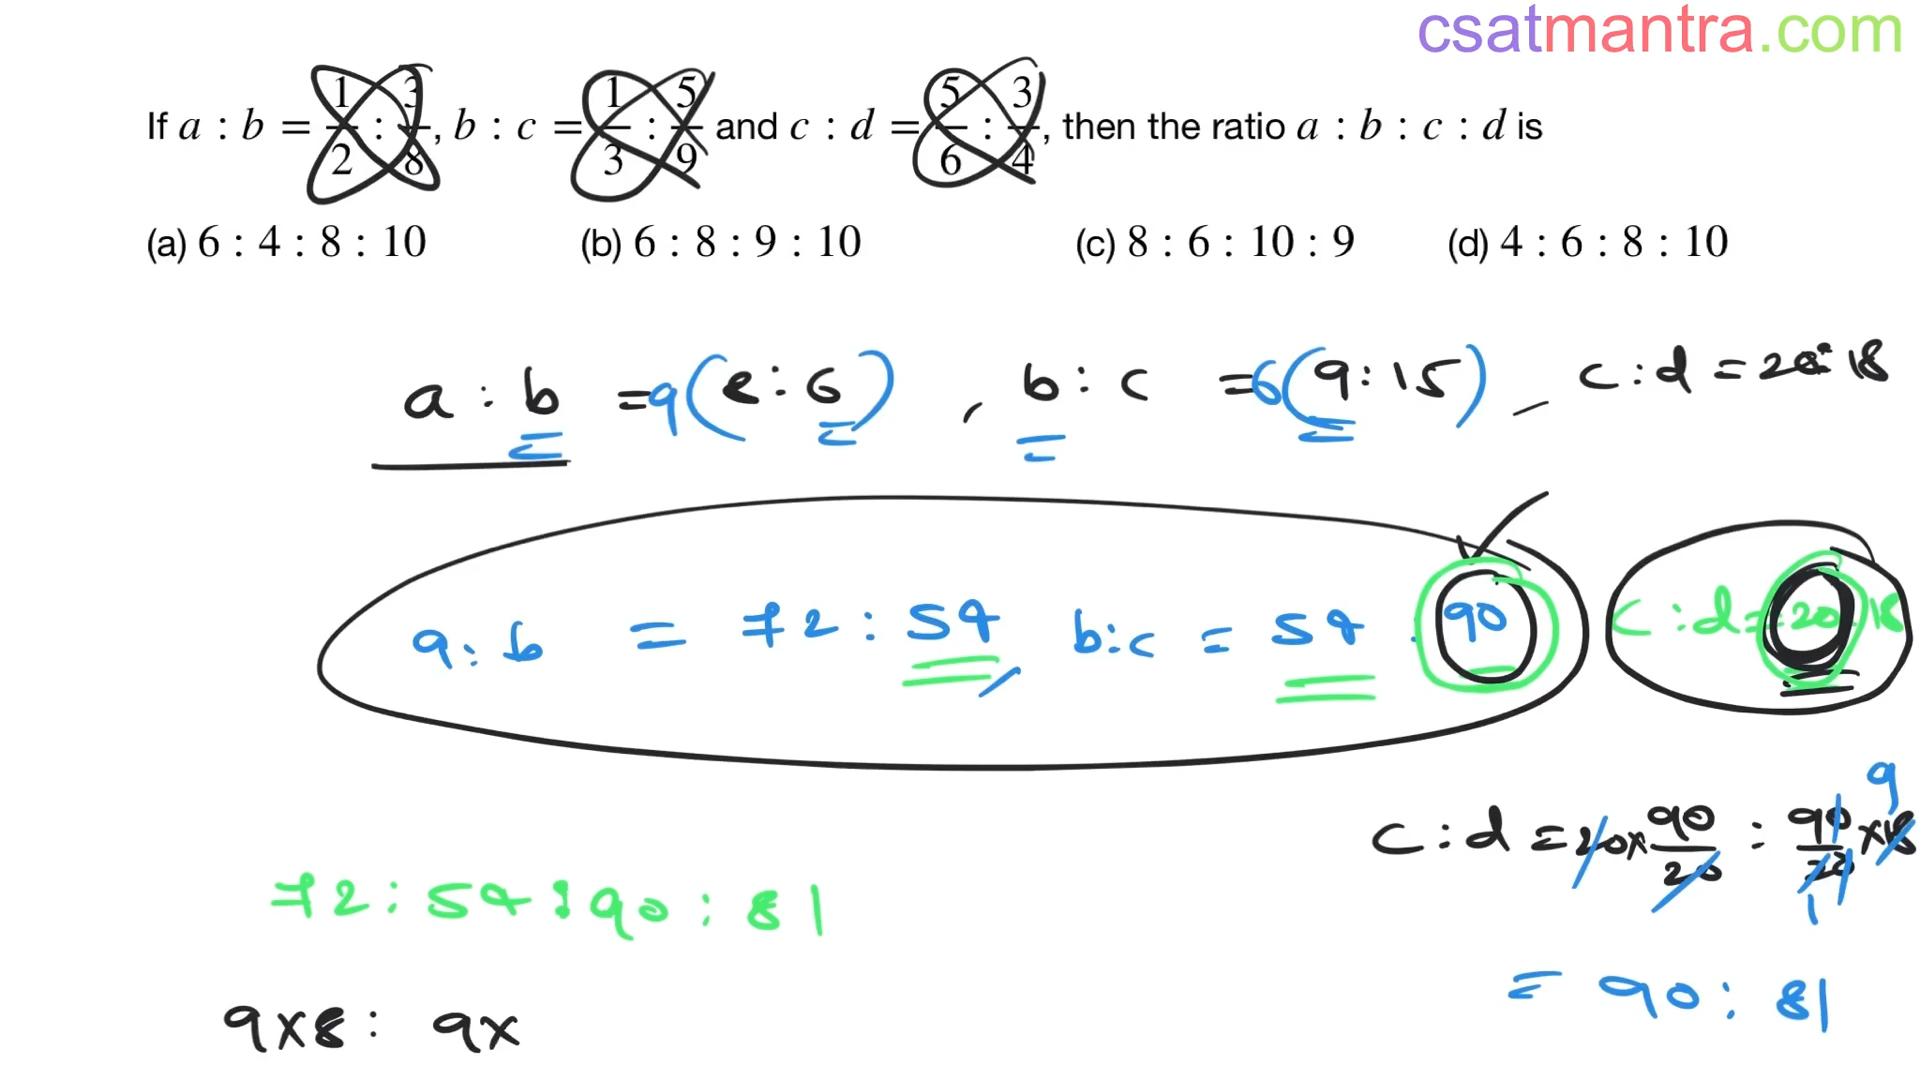 csatmantra.com
If a : b = 1/2 : 3/8, b : c = 1/3 : 5/9 and c : d = 5/6 : 3/4, then the ratio a : b : c : d is
(a) 6 : 4 : 8 : 10 (b) 6 : 8 : 9 : 10 (c) 8 : 6 : 10 : 9 (d) 4 : 6 : 8 : 10
a : b = 9(8 : 6), b : c = 6(9 : 15), c : d = 20 : 18
a : b = 72 : 54, b : c = 54 : 90 c : d = 20 : 18
c : d = 20 × 90/20 : 90/20 × 18 9
1
72 : 54 : 90 : 81
= 90 : 81
9×8 : 9×